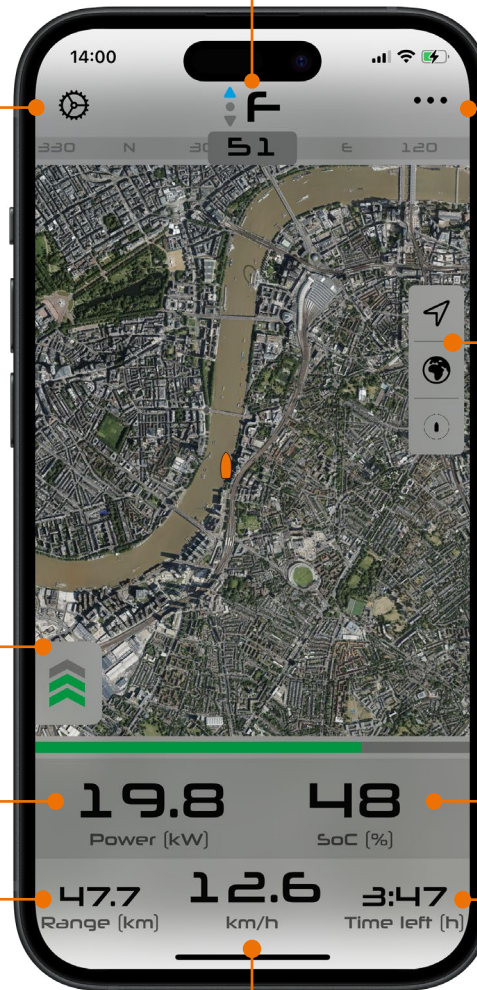 14:00
F
330 N 30 51 E 120
19.8 48
Power (kW) SoC (%)
47.7 12.6 3:47
Range (km) km/h Time left (h)